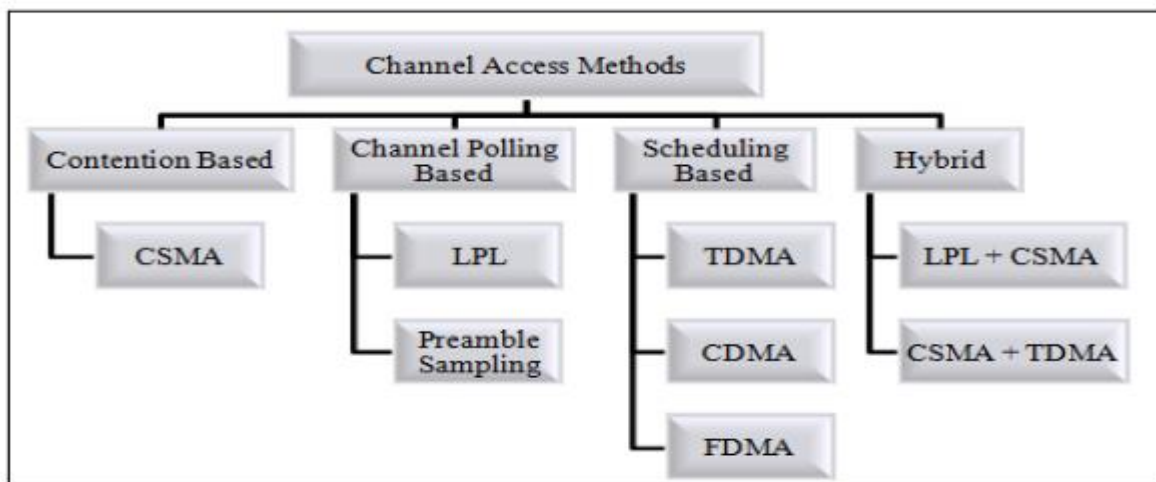 Channel Access Methods
Contention Based
CSMA
Channel Polling
Based
LPL
Preamble
Sampling
Scheduling
Based
TDMA
CDMA
FDMA
Hybrid
LPL + CSMA
CSMA + TDMA